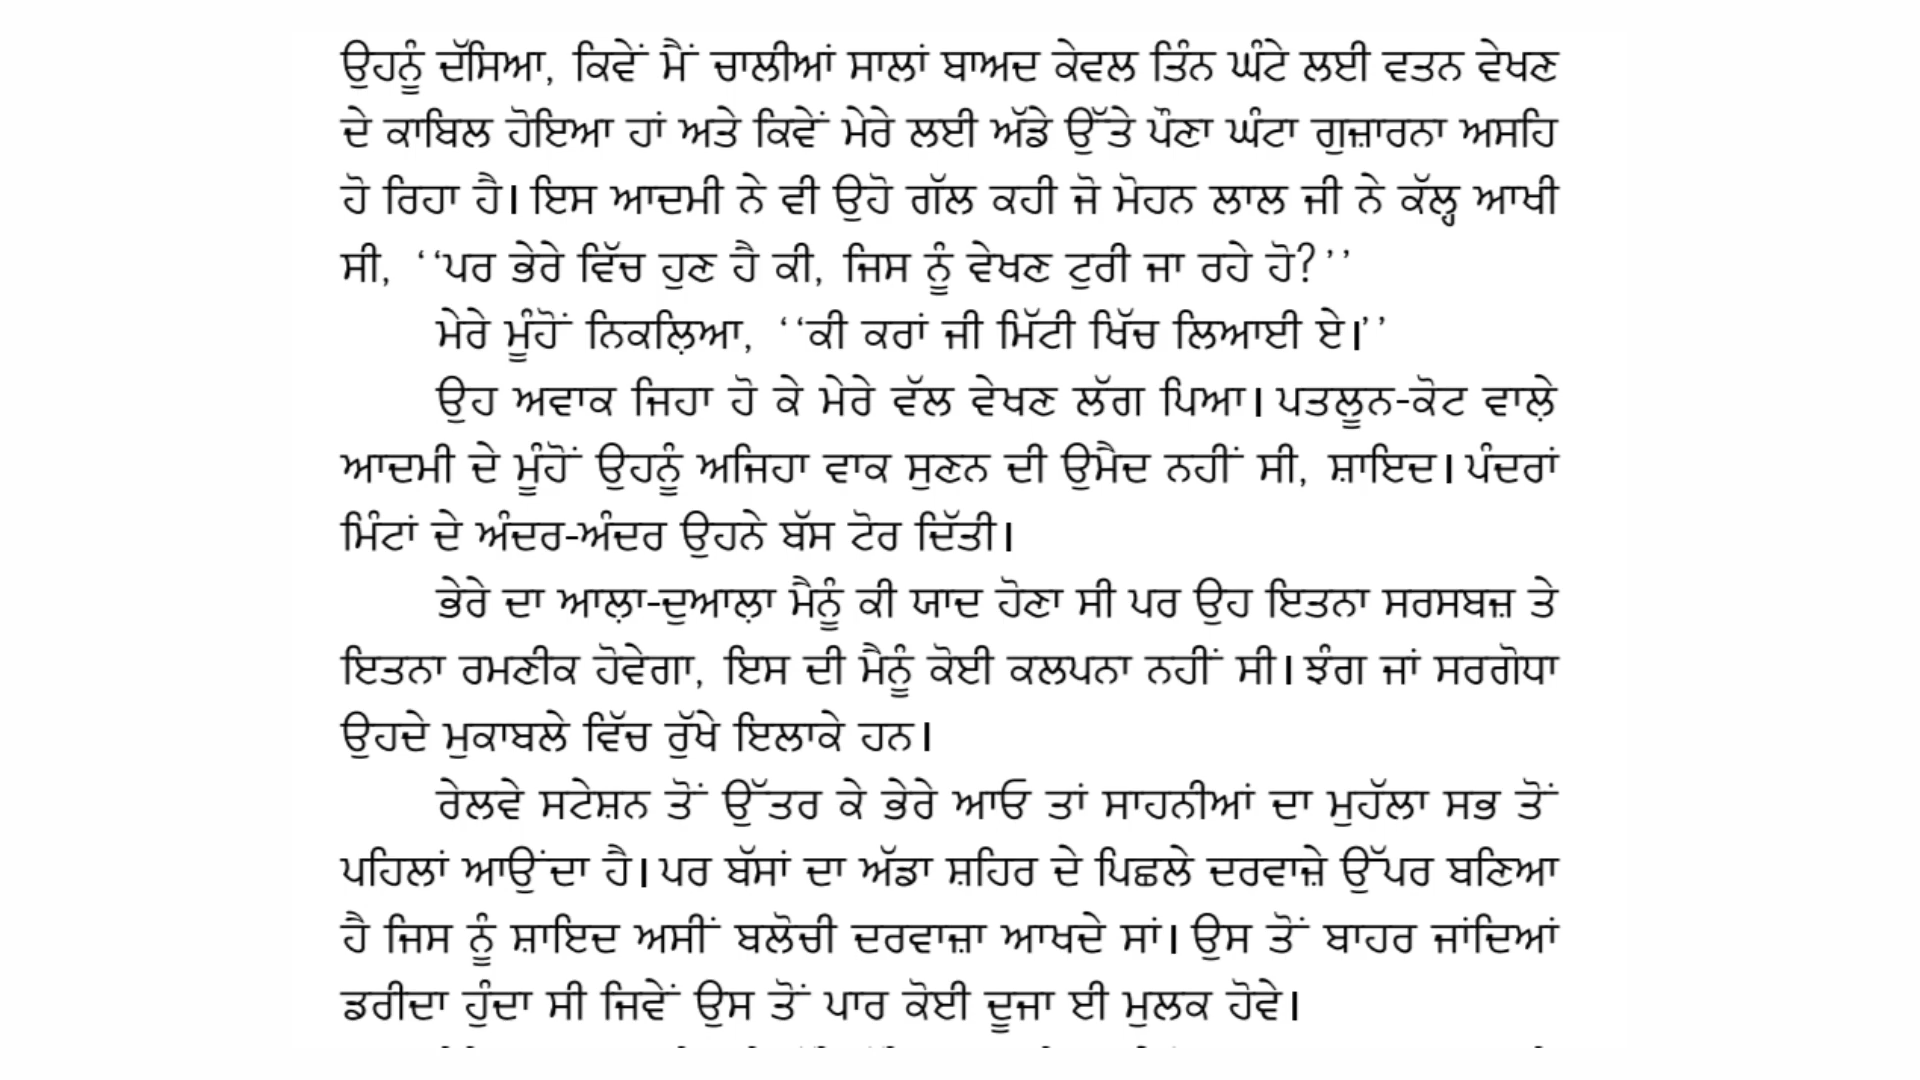 ਉਹਨੂੰ ਦੱਸਿਆ, ਕਿਵੇਂ ਮੈਂ ਚਾਲੀਆਂ ਸਾਲਾਂ ਬਾਅਦ ਕੇਵਲ ਤਿੰਨ ਘੰਟੇ ਲਈ ਵਤਨ ਵੇਖਣ
ਦੇ ਕਾਬਿਲ ਹੋਇਆ ਹਾਂ ਅਤੇ ਕਿਵੇਂ ਮੇਰੇ ਲਈ ਅੱਡੇ ਉੱਤੇ ਪੌਣਾ ਘੰਟਾ ਗੁਜ਼ਾਰਨਾ ਅਸਹਿ
ਹੋ ਰਿਹਾ ਹੈ। ਇਸ ਆਦਮੀ ਨੇ ਵੀ ਉਹੋ ਗੱਲ ਕਹੀ ਜੋ ਮੋਹਨ ਲਾਲ ਜੀ ਨੇ ਕੱਲ੍ਹ ਆਖੀ
ਸੀ, ‘‘ਪਰ ਭੇਰੇ ਵਿੱਚ ਹੁਣ ਹੈ ਕੀ, ਜਿਸ ਨੂੰ ਵੇਖਣ ਟੁਰੀ ਜਾ ਰਹੇ ਹੋ?’’
ਮੇਰੇ ਮੂੰਹੋਂ ਨਿਕਲ਼ਿਆ, ‘‘ਕੀ ਕਰਾਂ ਜੀ ਮਿੱਟੀ ਖਿੱਚ ਲਿਆਈ ਏ।’’
ਉਹ ਅਵਾਕ ਜਿਹਾ ਹੋ ਕੇ ਮੇਰੇ ਵੱਲ ਵੇਖਣ ਲੱਗ ਪਿਆ। ਪਤਲੂਨ-ਕੋਟ ਵਾਲ਼ੇ
ਆਦਮੀ ਦੇ ਮੂੰਹੋਂ ਉਹਨੂੰ ਅਜਿਹਾ ਵਾਕ ਸੁਣਨ ਦੀ ਉਮੈਦ ਨਹੀਂ ਸੀ, ਸ਼ਾਇਦ। ਪੰਦਰਾਂ
ਮਿੰਟਾਂ ਦੇ ਅੰਦਰ-ਅੰਦਰ ਉਹਨੇ ਬੱਸ ਟੋਰ ਦਿੱਤੀ।
ਭੇਰੇ ਦਾ ਆਲ਼ਾ-ਦੁਆਲ਼ਾ ਮੈਨੂੰ ਕੀ ਯਾਦ ਹੋਣਾ ਸੀ ਪਰ ਉਹ ਇਤਨਾ ਸਰਸਬਜ਼ ਤੇ
ਇਤਨਾ ਰਮਣੀਕ ਹੋਵੇਗਾ, ਇਸ ਦੀ ਮੈਨੂੰ ਕੋਈ ਕਲਪਨਾ ਨਹੀਂ ਸੀ। ਝੰਗ ਜਾਂ ਸਰਗੋਧਾ
ਉਹਦੇ ਮੁਕਾਬਲੇ ਵਿੱਚ ਰੁੱਖੇ ਇਲਾਕੇ ਹਨ।
ਰੇਲਵੇ ਸਟੇਸ਼ਨ ਤੋਂ ਉੱਤਰ ਕੇ ਭੇਰੇ ਆਓ ਤਾਂ ਸਾਹਨੀਆਂ ਦਾ ਮੁਹੱਲਾ ਸਭ ਤੋਂ
ਪਹਿਲਾਂ ਆਉਂਦਾ ਹੈ। ਪਰ ਬੱਸਾਂ ਦਾ ਅੱਡਾ ਸ਼ਹਿਰ ਦੇ ਪਿਛਲੇ ਦਰਵਾਜ਼ੇ ਉੱਪਰ ਬਣਿਆ
ਹੈ ਜਿਸ ਨੂੰ ਸ਼ਾਇਦ ਅਸੀਂ ਬਲੋਚੀ ਦਰਵਾਜ਼ਾ ਆਖਦੇ ਸਾਂ। ਉਸ ਤੋਂ ਬਾਹਰ ਜਾਂਦਿਆਂ
ਡਰੀਦਾ ਹੁੰਦਾ ਸੀ ਜਿਵੇਂ ਉਸ ਤੋਂ ਪਾਰ ਕੋਈ ਦੂਜਾ ਈ ਮੁਲਕ ਹੋਵੇ।